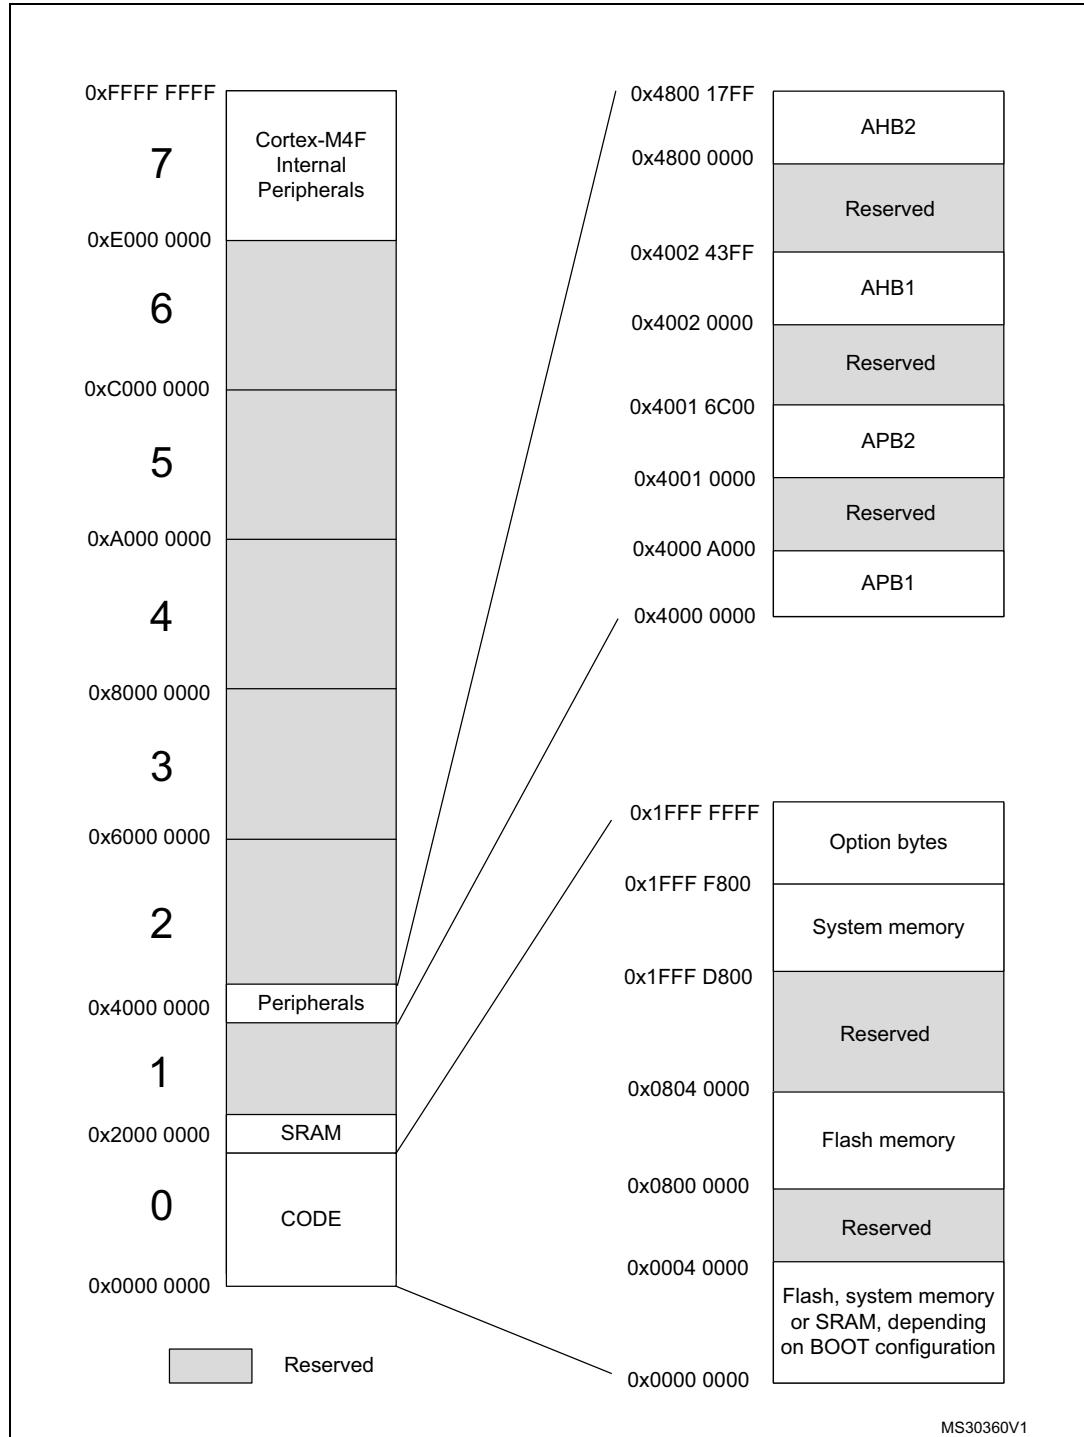 0xFFFF FFFF
7
Cortex-M4F
Internal
Peripherals
0xE000 0000
6
0xC000 0000
5
0xA000 0000
4
0x8000 0000
3
0x6000 0000
2
0x4000 0000
Peripherals
1
0x2000 0000
SRAM
0
CODE
0x0000 0000
Reserved
0x4800 17FF
AHB2
0x4800 0000
Reserved
0x4002 43FF
AHB1
0x4002 0000
Reserved
0x4001 6C00
APB2
0x4001 0000
Reserved
0x4000 A000
APB1
0x4000 0000
0x1FFF FFFF
Option bytes
0x1FFF F800
System memory
0x1FFF D800
Reserved
0x0804 0000
Flash memory
0x0800 0000
Reserved
0x0004 0000
Flash, system memory
or SRAM, depending
on BOOT configuration
0x0000 0000
MS30360V1